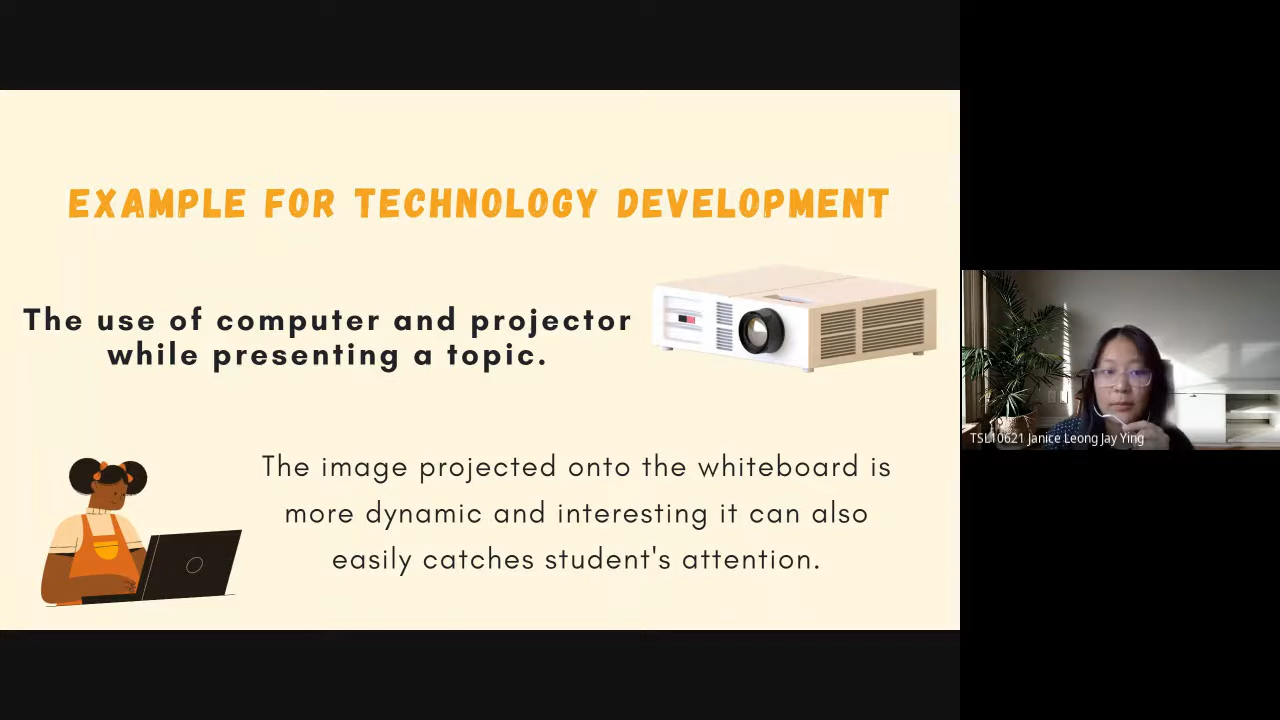 EXAMPLE FOR TECHNOLOGY DEVELOPMENT
The use of computer and projector
while presenting a topic.
The image projected onto the whiteboard is
more dynamic and interesting it can also
easily catches student's attention.
TSL10621 Janice Leong Jay Ying